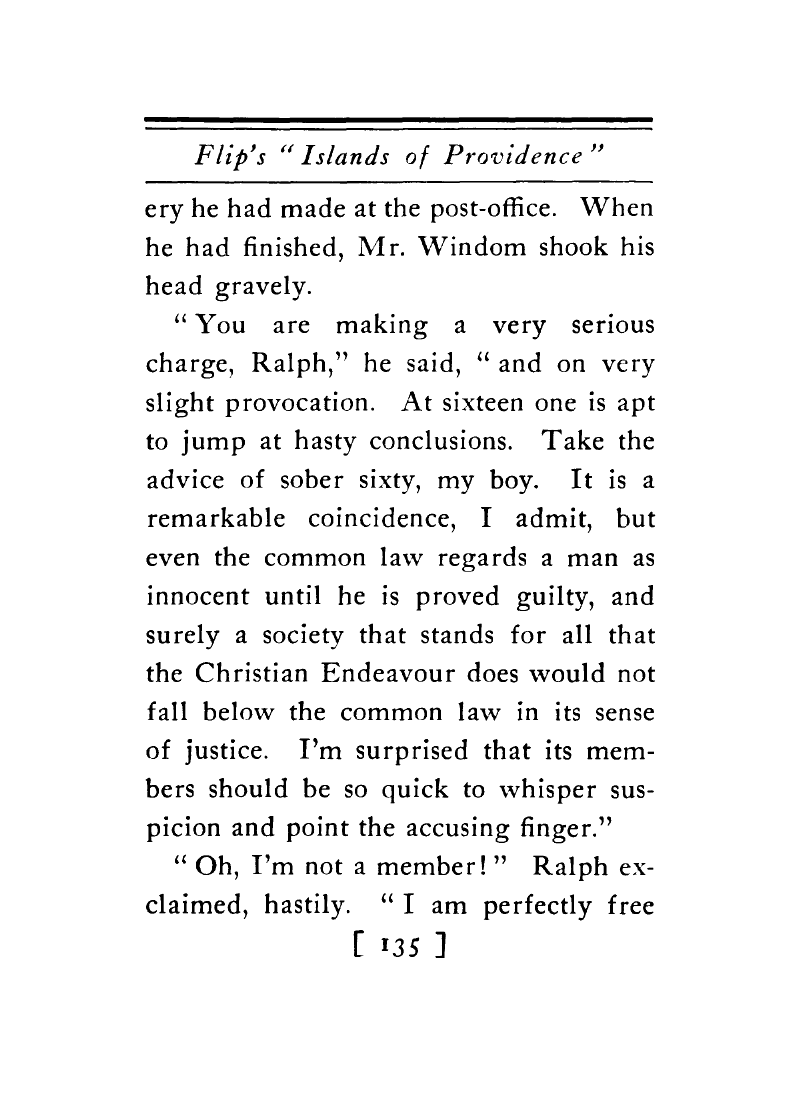 Flip's "Islands of Providence"
ery he had made at the post-office. When
he had finished, Mr. Windom shook his
head gravely.
"You are making a very serious
charge, Ralph," he said, "and on very
slight provocation. At sixteen one is apt
to jump at hasty conclusions. Take the
advice of sober sixty, my boy. It is a
remarkable coincidence, I admit, but
even the common law regards a man as
innocent until he is proved guilty, and
surely a society that stands for all that
the Christian Endeavour does would not
fall below the common law in its sense
of justice. I'm surprised that its mem-
bers should be so quick to whisper sus-
picion and point the accusing finger."
"Oh, I'm not a member!" Ralph ex-
claimed, hastily. "I am perfectly free
[ 135 ]